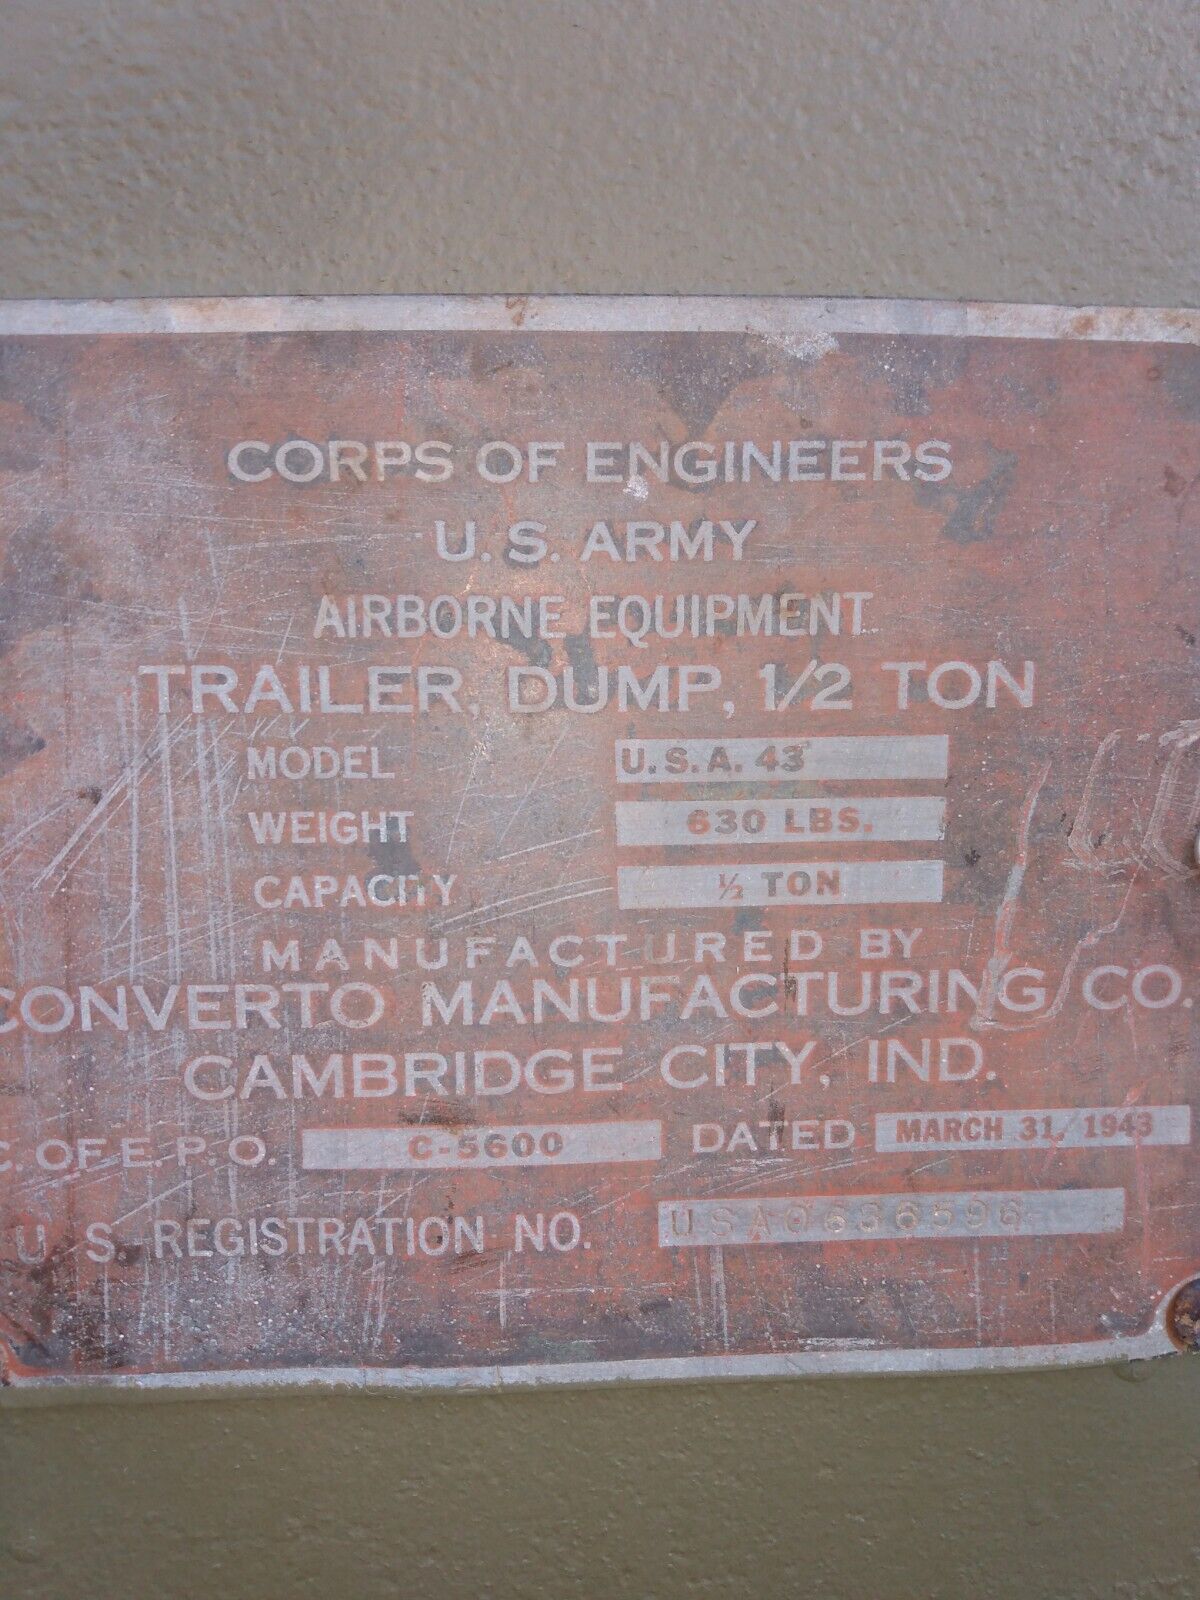 CORPS OF ENGINEERS
U.S. ARMY
AIRBORNE EQUIPMENT
TRAILER, DUMP, 1/2 TON
MODEL U.S.A. 43
WEIGHT 630 LBS.
CAPACITY ½ TON
MANUFACTURED BY
CONVERTO MANUFACTURING CO.
CAMBRIDGE CITY, IND.
C. OF E. P. O. C-5600 DATED MARCH 31, 1943
U.S. REGISTRATION NO. USA0636596